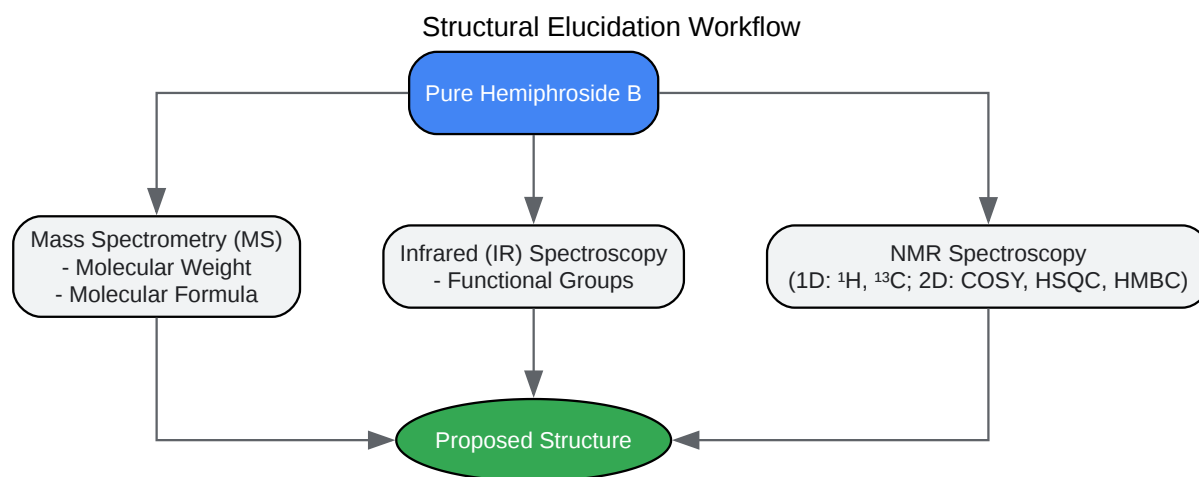 Structural Elucidation Workflow
Pure Hemiphroside B
Mass Spectrometry (MS)
- Molecular Weight
- Molecular Formula
Infrared (IR) Spectroscopy
- Functional Groups
NMR Spectroscopy
(1D: ¹H, ¹³C; 2D: COSY, HSQC, HMBC)
Proposed Structure